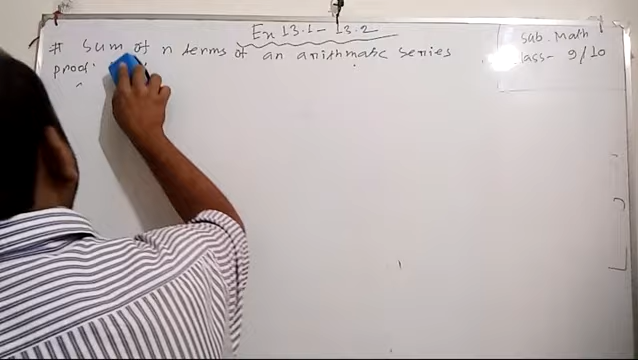 Ex 13.1 - 13.2
Sub. Math
Class- 9/10
# Sum of n terms of an arithmatic series
proof: